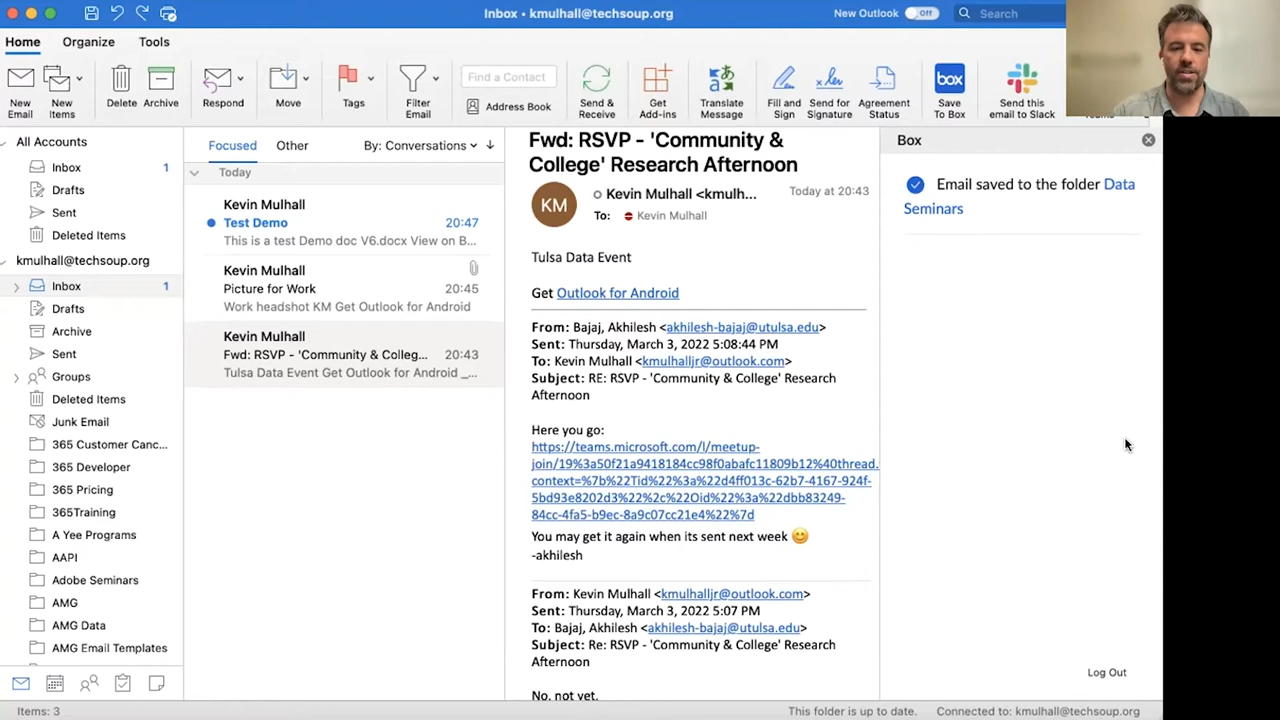 Inbox • kmulhall@techsoup.org
New Outlook Off
Search
Home Organize Tools
New Email
New Items
Delete
Archive
Respond
Move
Tags
Filter Email
Find a Contact
Address Book
Send & Receive
Get Add-ins
Translate Message
Fill and Sign
Send for Signature
Agreement Status
box
Save To Box
Send this email to Slack
All Accounts
Inbox 1
Drafts
Sent
Deleted Items
kmulhall@techsoup.org
Inbox 1
Drafts
Archive
Sent
Groups
Deleted Items
Junk Email
365 Customer Canc...
365 Developer
365 Pricing
365Training
A Yee Programs
AAPI
Adobe Seminars
AMG
AMG Data
AMG Email Templates
Items: 3
Focused Other By: Conversations
Today
Kevin Mulhall
Test Demo 20:47
This is a test Demo doc V6.docx View on B...
Kevin Mulhall
Picture for Work 20:45
Work headshot KM Get Outlook for Android
Kevin Mulhall
Fwd: RSVP - 'Community & Colleg... 20:43
Tulsa Data Event Get Outlook for Android _...
Fwd: RSVP - 'Community &
College' Research Afternoon
KM
Kevin Mulhall <kmulh... Today at 20:43
To: Kevin Mulhall
Tulsa Data Event
Get Outlook for Android
From: Bajaj, Akhilesh <akhilesh-bajaj@utulsa.edu>
Sent: Thursday, March 3, 2022 5:08:44 PM
To: Kevin Mulhall <kmulhalljr@outlook.com>
Subject: RE: RSVP - 'Community & College' Research
Afternoon
Here you go:
https://teams.microsoft.com/l/meetup-
join/19%3a50f21a9418184cc98f0abafc11809b12%40thread.
context=%7b%22Tid%22%3a%22d4ff013c-62b7-4167-924f-
5bd93e8202d3%22%2c%22Oid%22%3a%22dbb83249-
84cc-4fa5-b9ec-8a9c07cc21e4%22%7d
You may get it again when its sent next week 😊
-akhilesh
From: Kevin Mulhall <kmulhalljr@outlook.com>
Sent: Thursday, March 3, 2022 5:07 PM
To: Bajaj, Akhilesh <akhilesh-bajaj@utulsa.edu>
Subject: Re: RSVP - 'Community & College' Research
Afternoon
No, not yet.
Box
Email saved to the folder Data
Seminars
Log Out
This folder is up to date. Connected to: kmulhall@techsoup.org